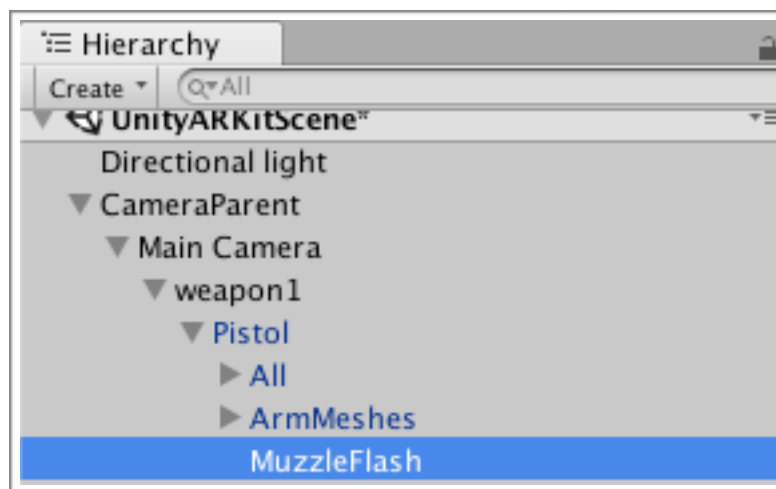 Hierarchy
Create All
UnityARKitScene*
Directional light
CameraParent
Main Camera
weapon1
Pistol
All
ArmMeshes
MuzzleFlash